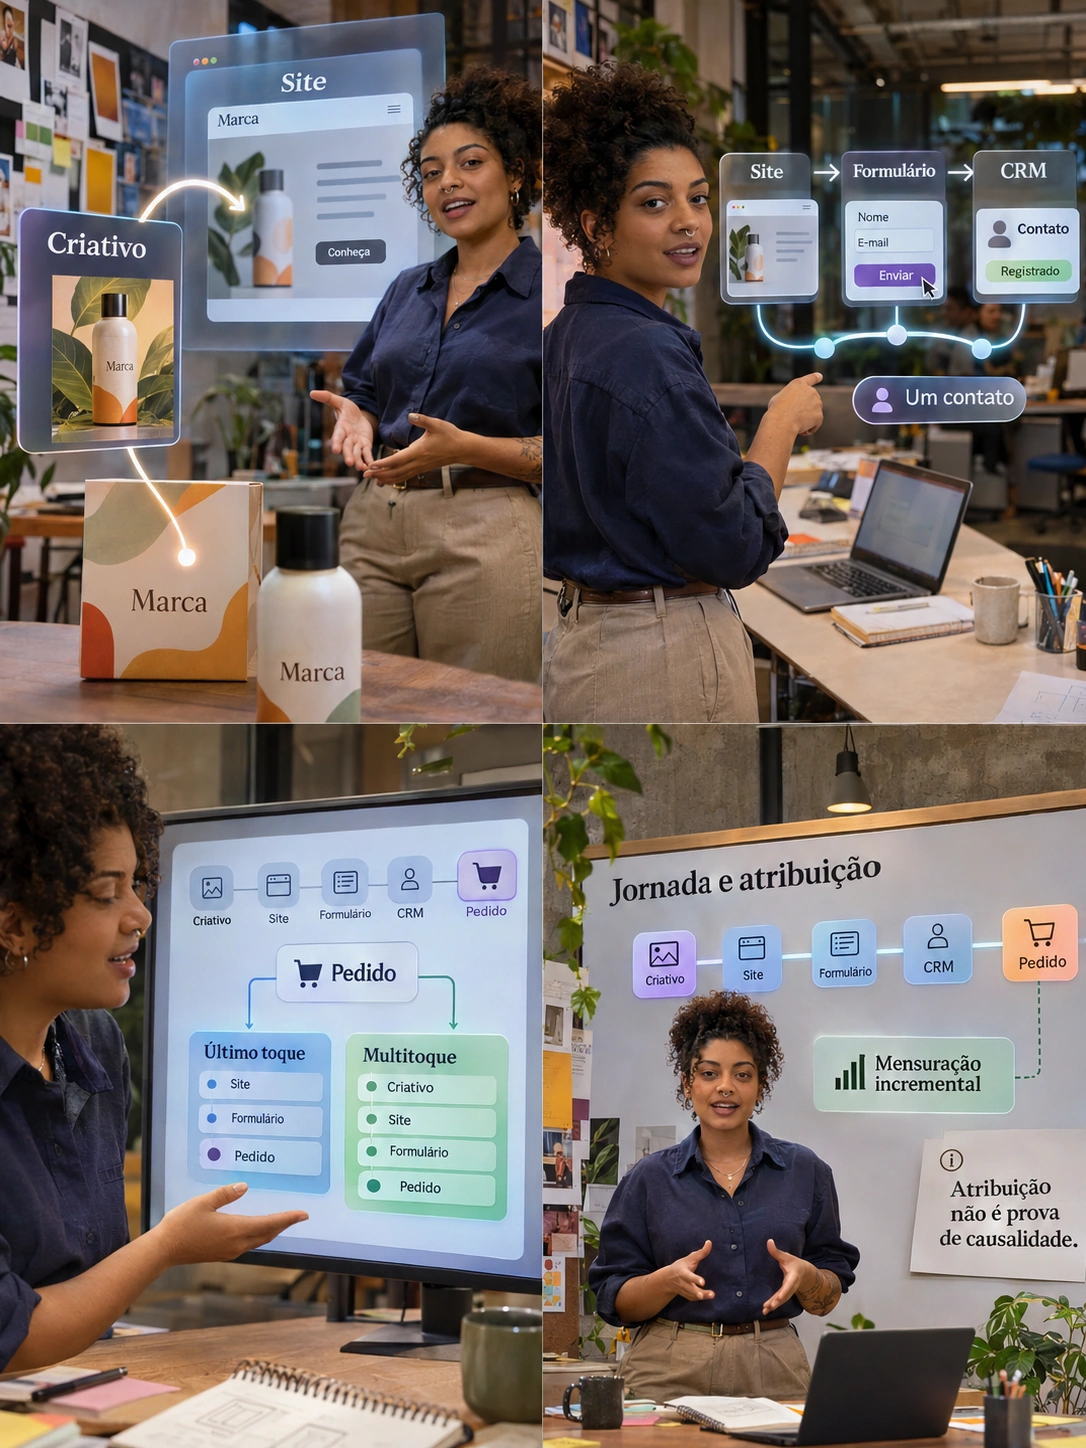 Site
Marca
Conheça
Criativo
Marca
Marca
Marca
Site
Formulário
CRM
Nome
E-mail
Enviar
Contato
Registrado
Um contato
Criativo
Site
Formulário
CRM
Pedido
Pedido
Último toque
Site
Formulário
Pedido
Multitoque
Criativo
Site
Formulário
Pedido
Jornada e atribuição
Criativo
Site
Formulário
CRM
Pedido
Mensuração
incremental
Atribuição
não é prova
de causalidade.